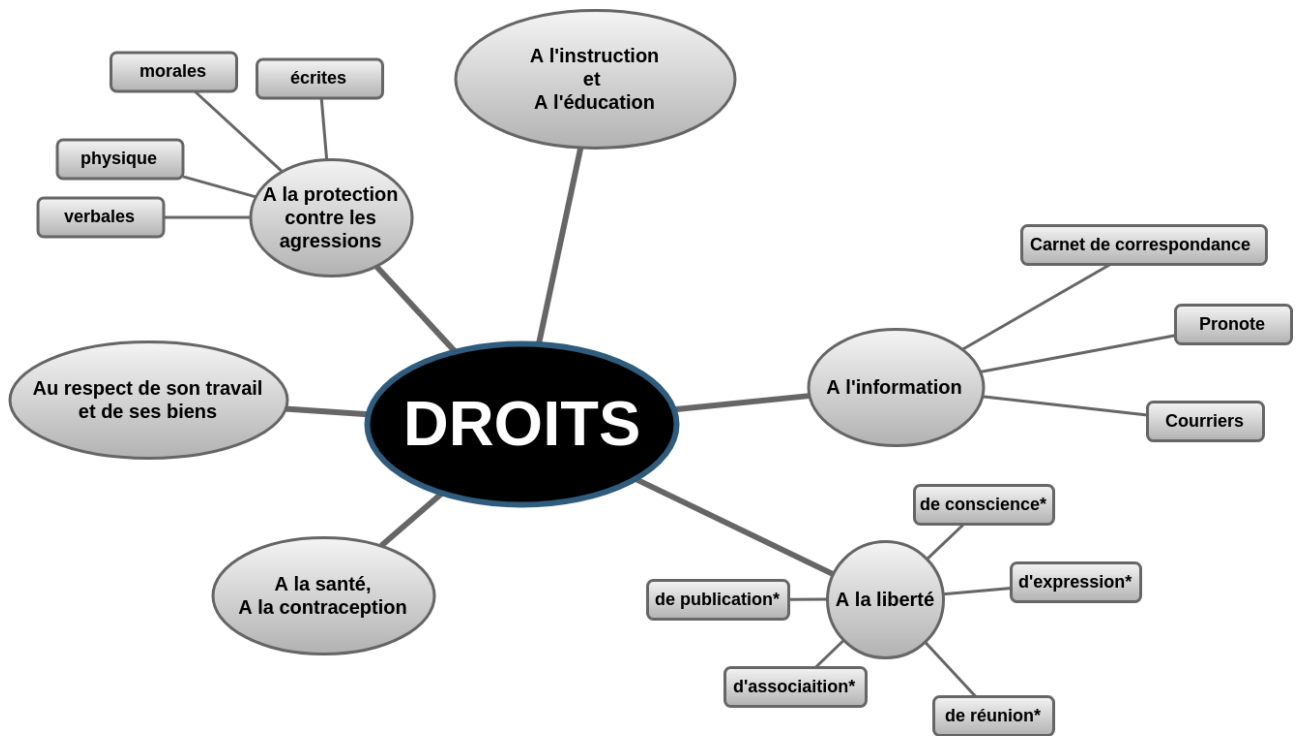 A l'instruction
et
A l'éducation
morales
écrites
physique
verbales
A la protection
contre les
agressions
Carnet de correspondance
Pronote
Courriers
A l'information
Au respect de son travail
et de ses biens
DROITS
de conscience*
d'expression*
de publication*
A la liberté
d'associaition*
de réunion*
A la santé,
A la contraception